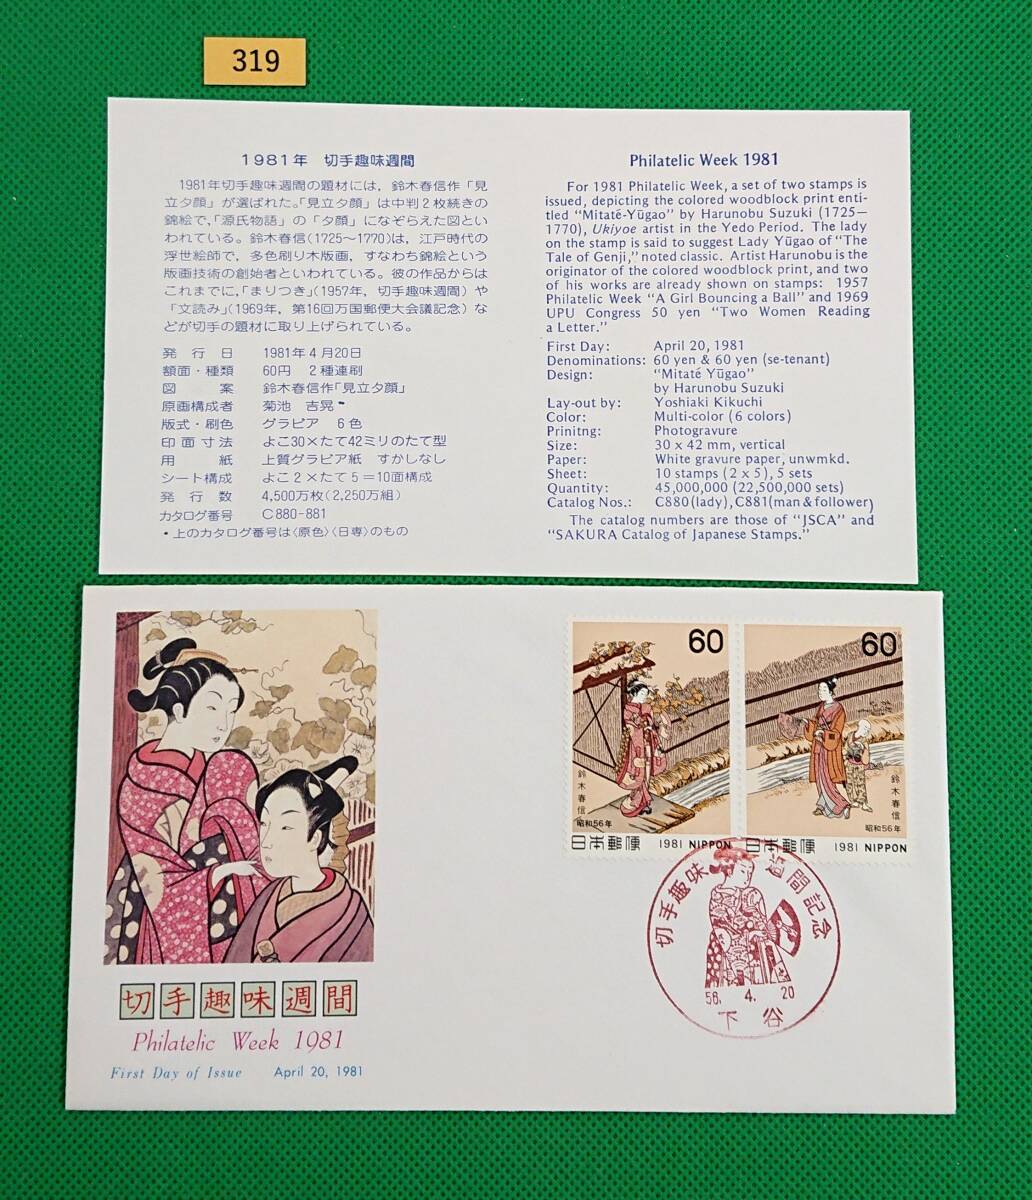 319
1981年 切手趣味週間
1981年切手趣味週間の題材には,鈴木春信作「見
立夕顔」が選ばれた。「見立夕顔」は中判2枚続きの
錦絵で,「源氏物語」の「夕顔」になぞらえた図とい
われている。鈴木春信(1725〜1770)は,江戸時代の
浮世絵師で,多色刷り木版画,すなわち錦絵という
版画技術の創始者といわれている。彼の作品からは
これまでに,「まりつき」(1957年,切手趣味週間)や
「文読み」(1969年,第16回万国郵便大会議記念)な
どが切手の題材に取り上げられている。
発行日 1981年4月20日
額面・種類 60円 2種連刷
図案 鈴木春信作「見立夕顔」
原画構成者 菊池 吉晃
版式・刷色 グラビア 6色
印面寸法 よこ30×たて42ミリのたて型
用紙 上質グラビア紙 すかしなし
シート構成 よこ2×たて5=10面構成
発行数 4,500万枚(2,250万組)
カタログ番号 C880-881
・上のカタログ番号は〈原色〉〈日専〉のもの
Philatelic Week 1981
For 1981 Philatelic Week, a set of two stamps is
issued, depicting the colored woodblock print enti-
tled "Mitaté-Yūgao" by Harunobu Suzuki (1725—
1770), Ukiyoe artist in the Yedo Period. The lady
on the stamp is said to suggest Lady Yūgao of "The
Tale of Genji," noted classic. Artist Harunobu is the
originator of the colored woodblock print, and two
of his works are already shown on stamps: 1957
Philatelic Week "A Girl Bouncing a Ball" and 1969
UPU Congress 50 yen "Two Women Reading
a Letter."
First Day: April 20, 1981
Denominations: 60 yen & 60 yen (se-tenant)
Design: "Mitaté Yūgao"
by Harunobu Suzuki
Lay-out by: Yoshiaki Kikuchi
Color: Multi-color (6 colors)
Prinitng: Photogravure
Size: 30 x 42 mm, vertical
Paper: White gravure paper, unwmkd.
Sheet: 10 stamps (2 x 5), 5 sets
Quantity: 45,000,000 (22,500,000 sets)
Catalog Nos.: C880(lady), C881(man & follower)
The catalog numbers are those of "JSCA" and
"SAKURA Catalog of Japanese Stamps."
60
鈴木春信
昭和56年
日本郵便 1981 NIPPON
60
鈴木春信
昭和56年
日本郵便 1981 NIPPON
切手趣味週間記念
56. 4. 20
下谷
切手趣味週間
Philatelic Week 1981
First Day of Issue April 20, 1981